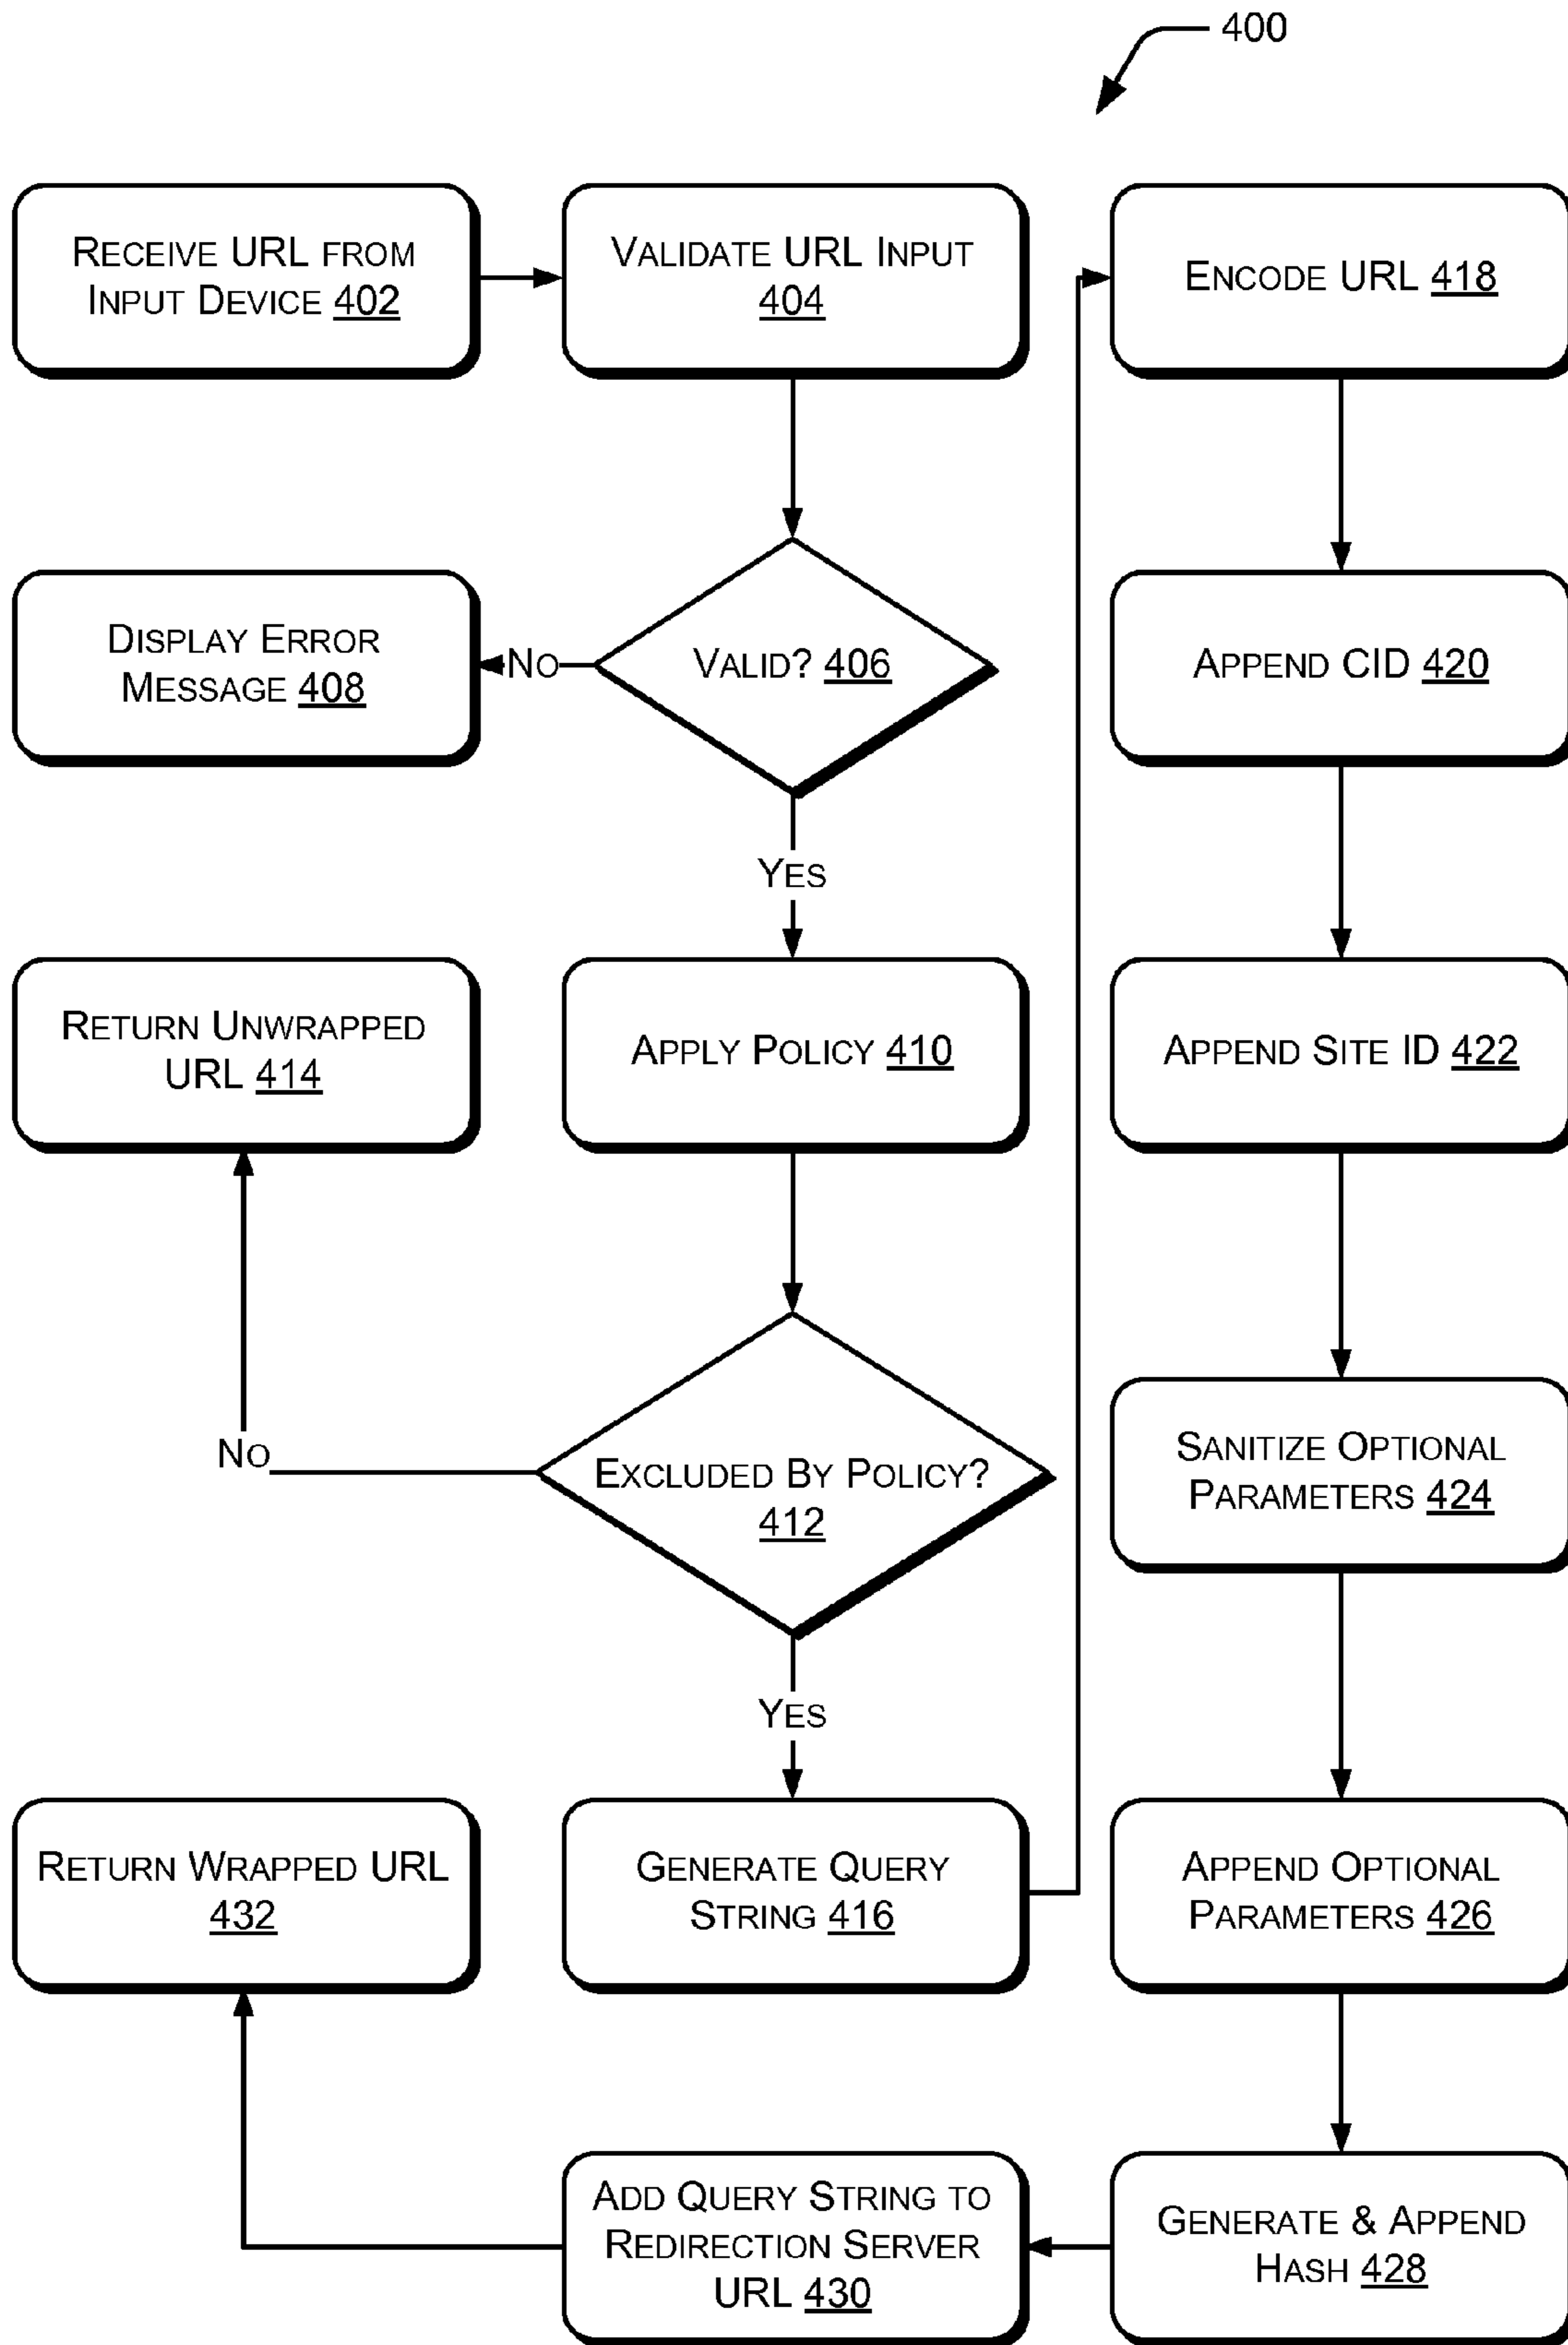 400
RECEIVE URL FROM
INPUT DEVICE 402
VALIDATE URL INPUT
404
VALID? 406
NO
DISPLAY ERROR
MESSAGE 408
YES
APPLY POLICY 410
EXCLUDED BY POLICY?
412
NO
RETURN UNWRAPPED
URL 414
YES
GENERATE QUERY
STRING 416
ENCODE URL 418
APPEND CID 420
APPEND SITE ID 422
SANITIZE OPTIONAL
PARAMETERS 424
APPEND OPTIONAL
PARAMETERS 426
GENERATE & APPEND
HASH 428
ADD QUERY STRING TO
REDIRECTION SERVER
URL 430
RETURN WRAPPED URL
432